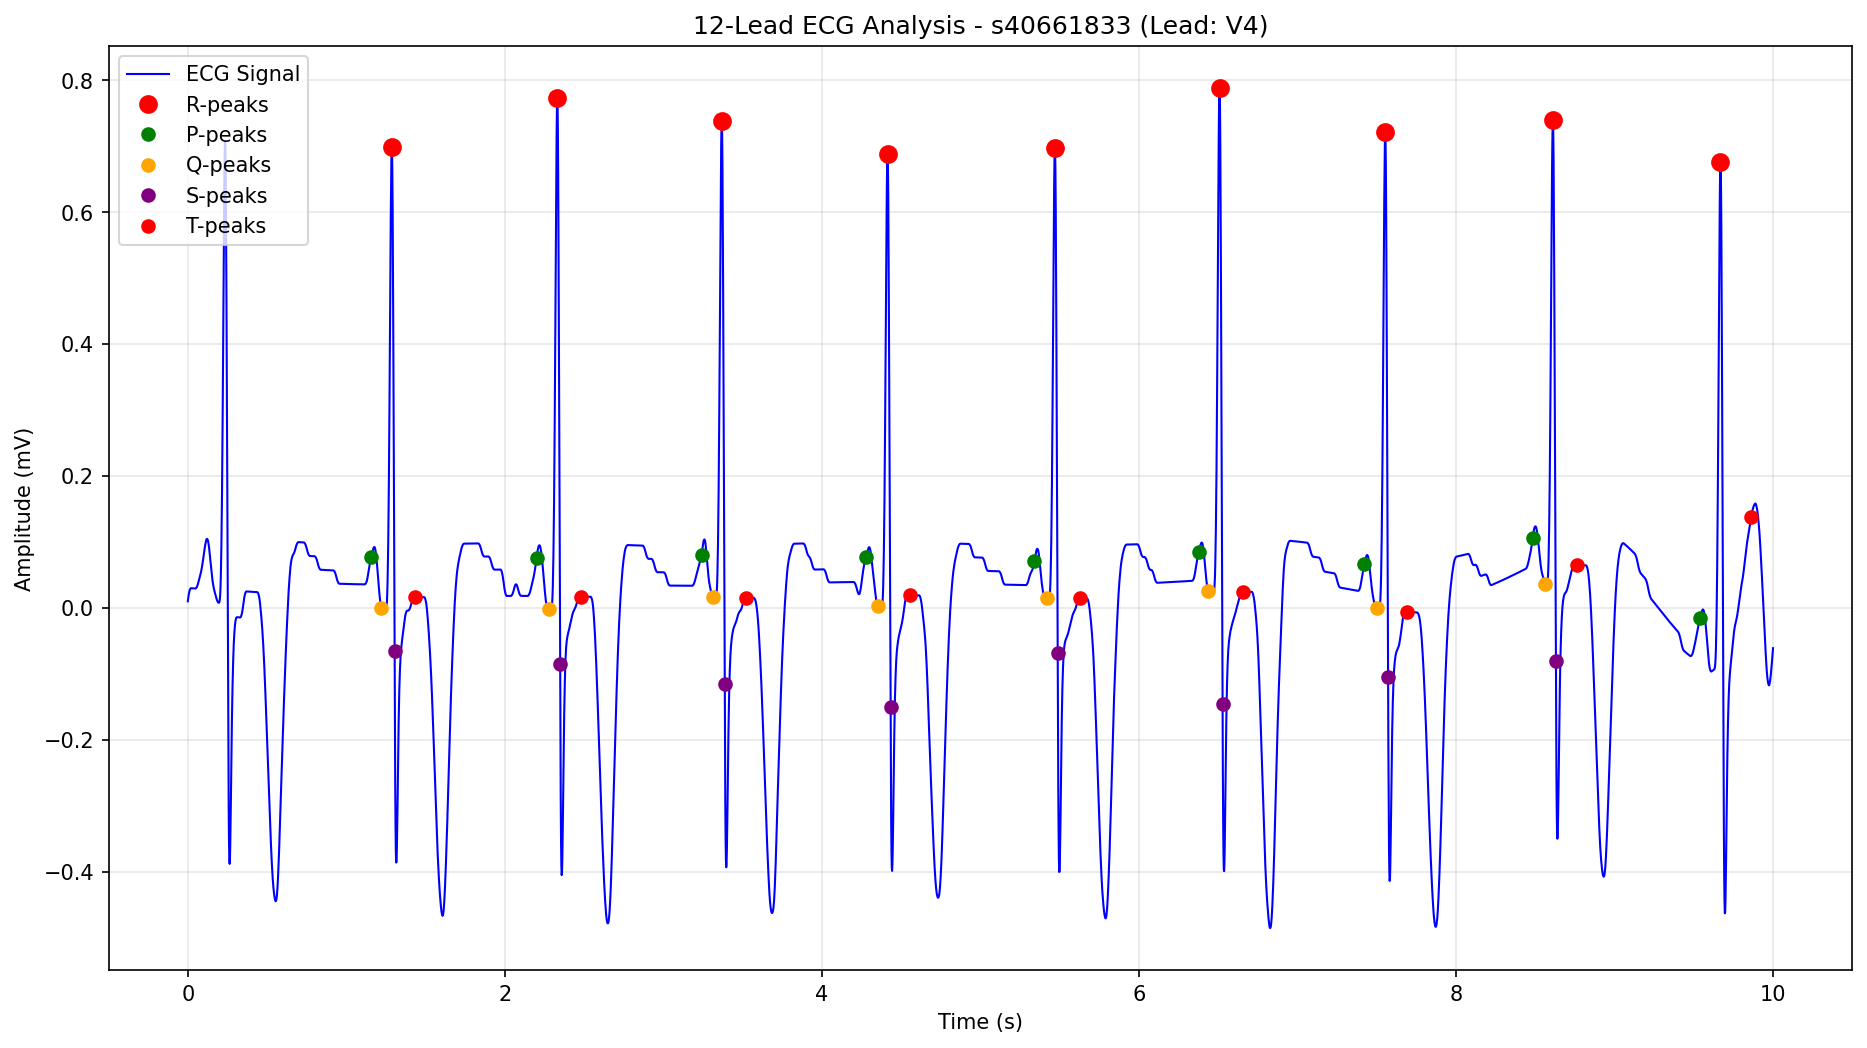 12-Lead ECG Analysis - s40661833 (Lead: V4)
ECG Signal
R-peaks
P-peaks
Q-peaks
S-peaks
T-peaks
Amplitude (mV)
0.8
0.6
0.4
0.2
0.0
−0.2
−0.4
0 2 4 6 8 10
Time (s)